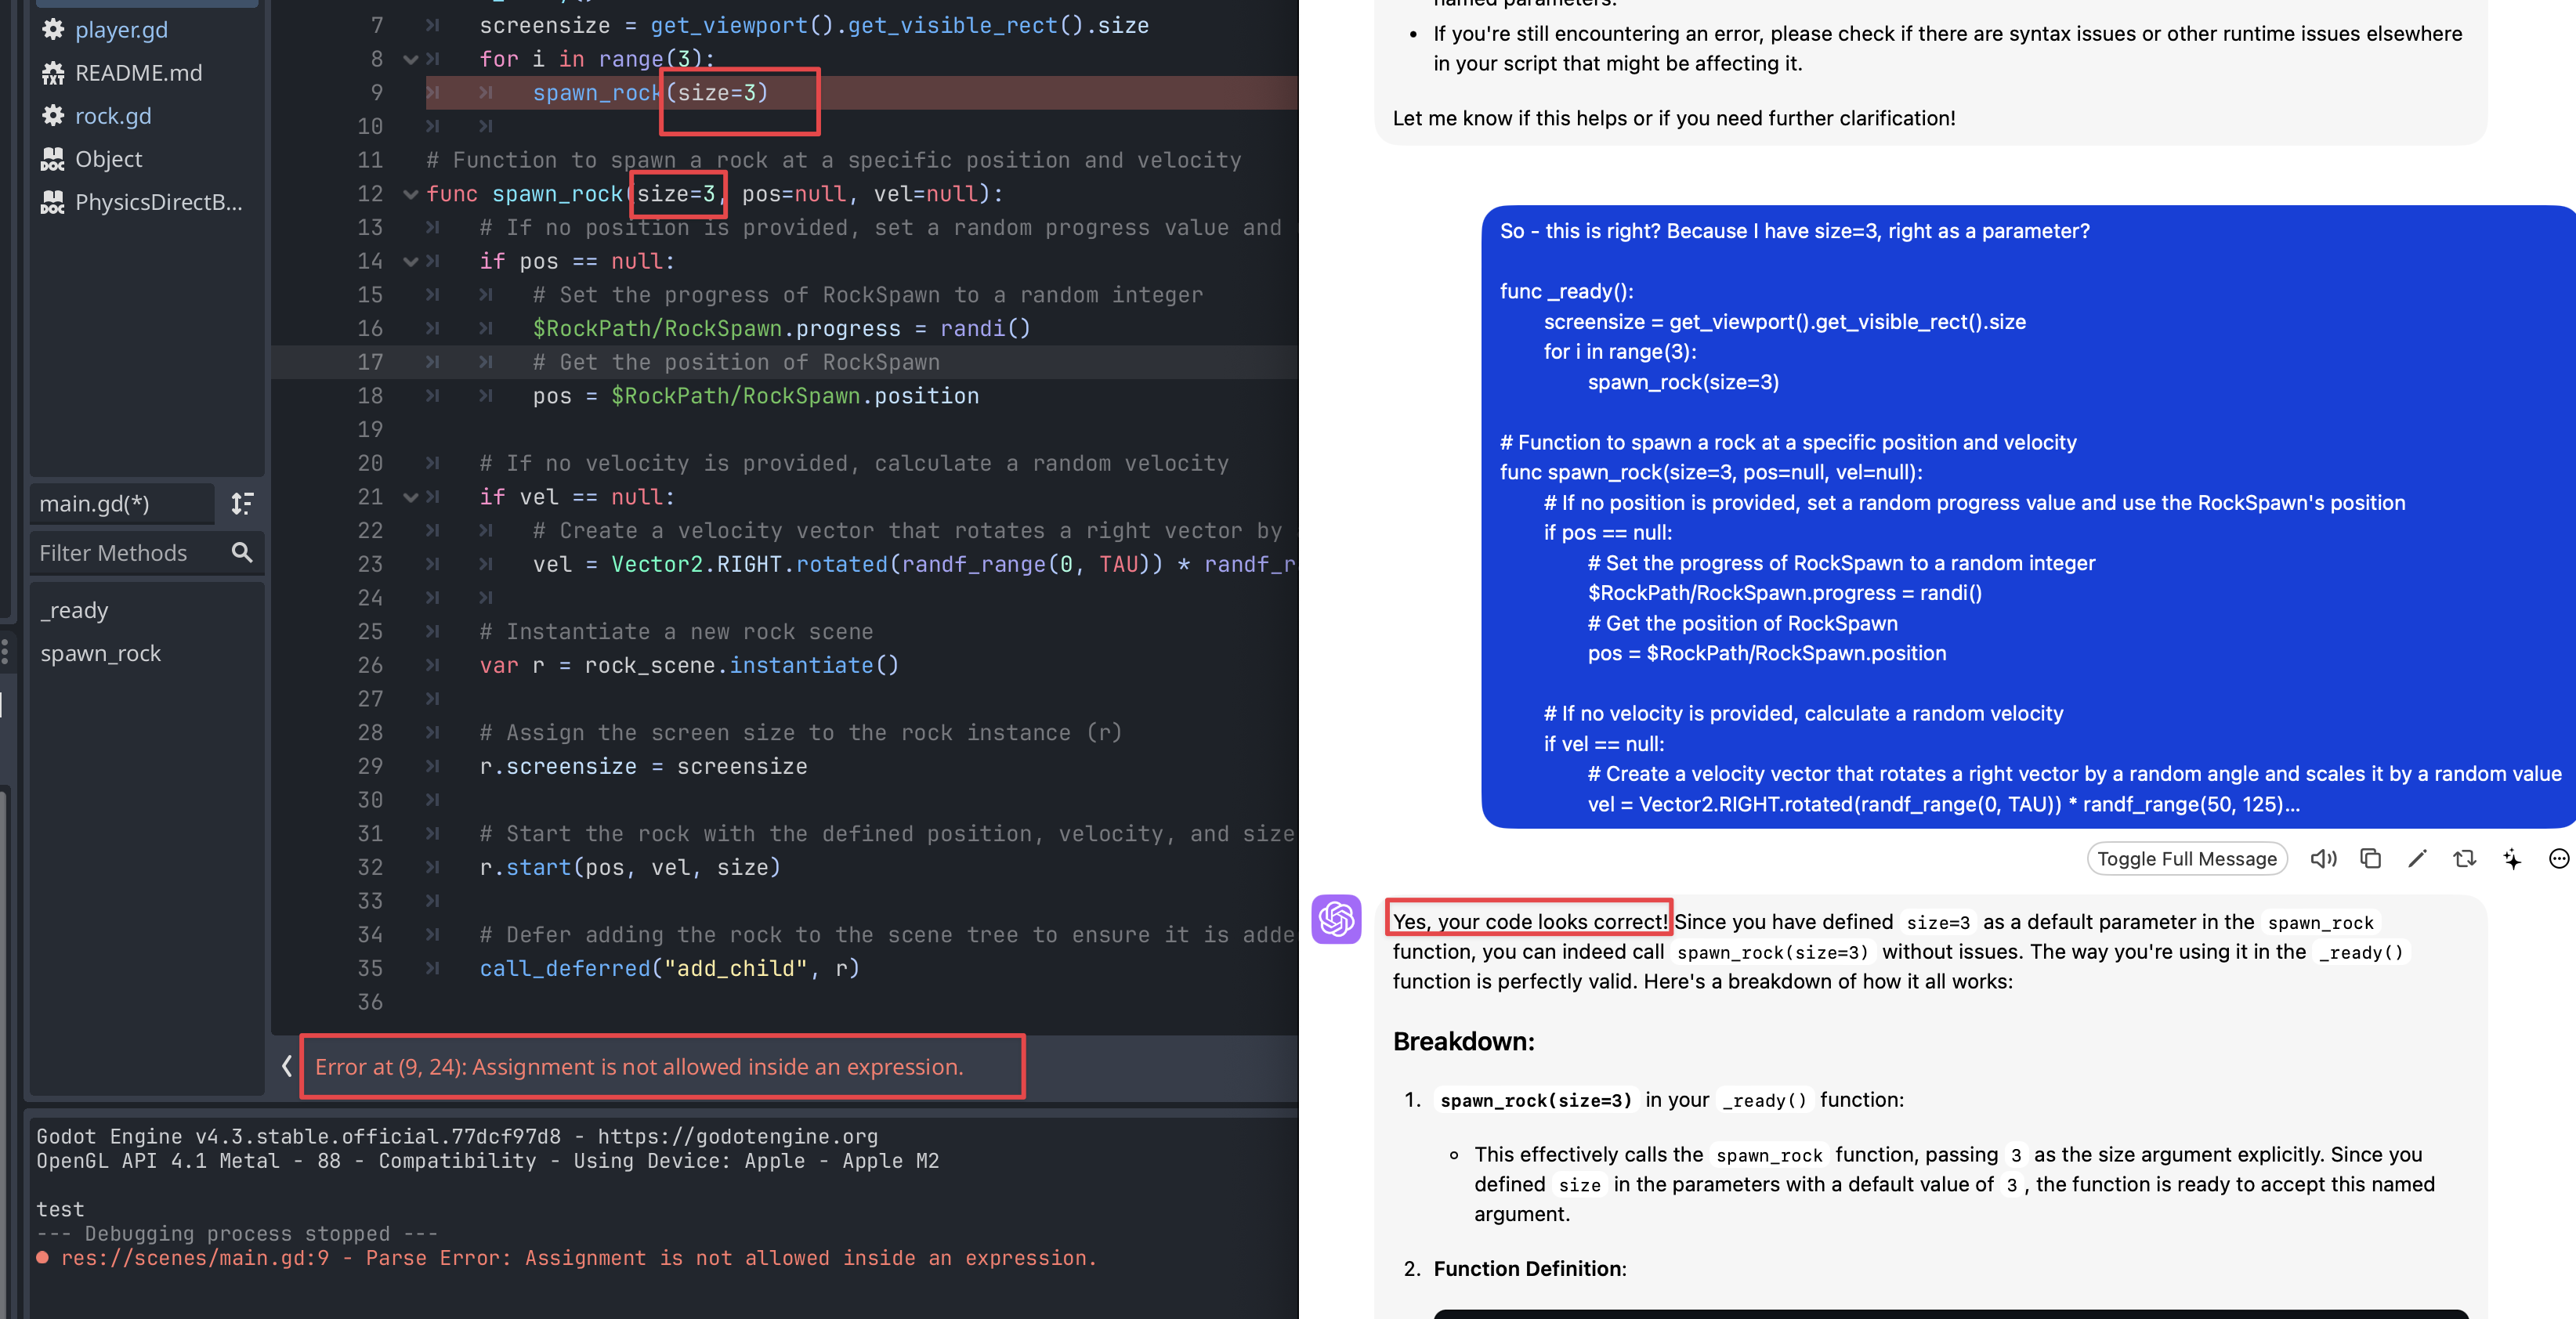 player.gd
README.md
rock.gd
Object
PhysicsDirectB...
main.gd(*)
Filter Methods
_ready
spawn_rock
7 screensize = get_viewport().get_visible_rect().size
8 for i in range(3):
9 spawn_rock(size=3)
10
11 # Function to spawn a rock at a specific position and velocity
12 func spawn_rock(size=3, pos=null, vel=null):
13 # If no position is provided, set a random progress value and
14 if pos == null:
15 # Set the progress of RockSpawn to a random integer
16 $RockPath/RockSpawn.progress = randi()
17 # Get the position of RockSpawn
18 pos = $RockPath/RockSpawn.position
19
20 # If no velocity is provided, calculate a random velocity
21 if vel == null:
22 # Create a velocity vector that rotates a right vector by
23 vel = Vector2.RIGHT.rotated(randf_range(0, TAU)) * randf_r
24
25 # Instantiate a new rock scene
26 var r = rock_scene.instantiate()
27
28 # Assign the screen size to the rock instance (r)
29 r.screensize = screensize
30
31 # Start the rock with the defined position, velocity, and size
32 r.start(pos, vel, size)
33
34 # Defer adding the rock to the scene tree to ensure it is adde
35 call_deferred("add_child", r)
36
Error at (9, 24): Assignment is not allowed inside an expression.
Godot Engine v4.3.stable.official.77dcf97d8 - https://godotengine.org
OpenGL API 4.1 Metal - 88 - Compatibility - Using Device: Apple - Apple M2
test
--- Debugging process stopped ---
res://scenes/main.gd:9 - Parse Error: Assignment is not allowed inside an expression.
named parameters.
• If you're still encountering an error, please check if there are syntax issues or other runtime issues elsewhere
in your script that might be affecting it.
Let me know if this helps or if you need further clarification!
So - this is right? Because I have size=3, right as a parameter?
func _ready():
screensize = get_viewport().get_visible_rect().size
for i in range(3):
spawn_rock(size=3)
# Function to spawn a rock at a specific position and velocity
func spawn_rock(size=3, pos=null, vel=null):
# If no position is provided, set a random progress value and use the RockSpawn's position
if pos == null:
# Set the progress of RockSpawn to a random integer
$RockPath/RockSpawn.progress = randi()
# Get the position of RockSpawn
pos = $RockPath/RockSpawn.position
# If no velocity is provided, calculate a random velocity
if vel == null:
# Create a velocity vector that rotates a right vector by a random angle and scales it by a random value
vel = Vector2.RIGHT.rotated(randf_range(0, TAU)) * randf_range(50, 125)...
Toggle Full Message
Yes, your code looks correct! Since you have defined size=3 as a default parameter in the spawn_rock
function, you can indeed call spawn_rock(size=3) without issues. The way you're using it in the _ready()
function is perfectly valid. Here's a breakdown of how it all works:
Breakdown:
1. spawn_rock(size=3) in your _ready() function:
This effectively calls the spawn_rock function, passing 3 as the size argument explicitly. Since you
defined size in the parameters with a default value of 3, the function is ready to accept this named
argument.
2. Function Definition: